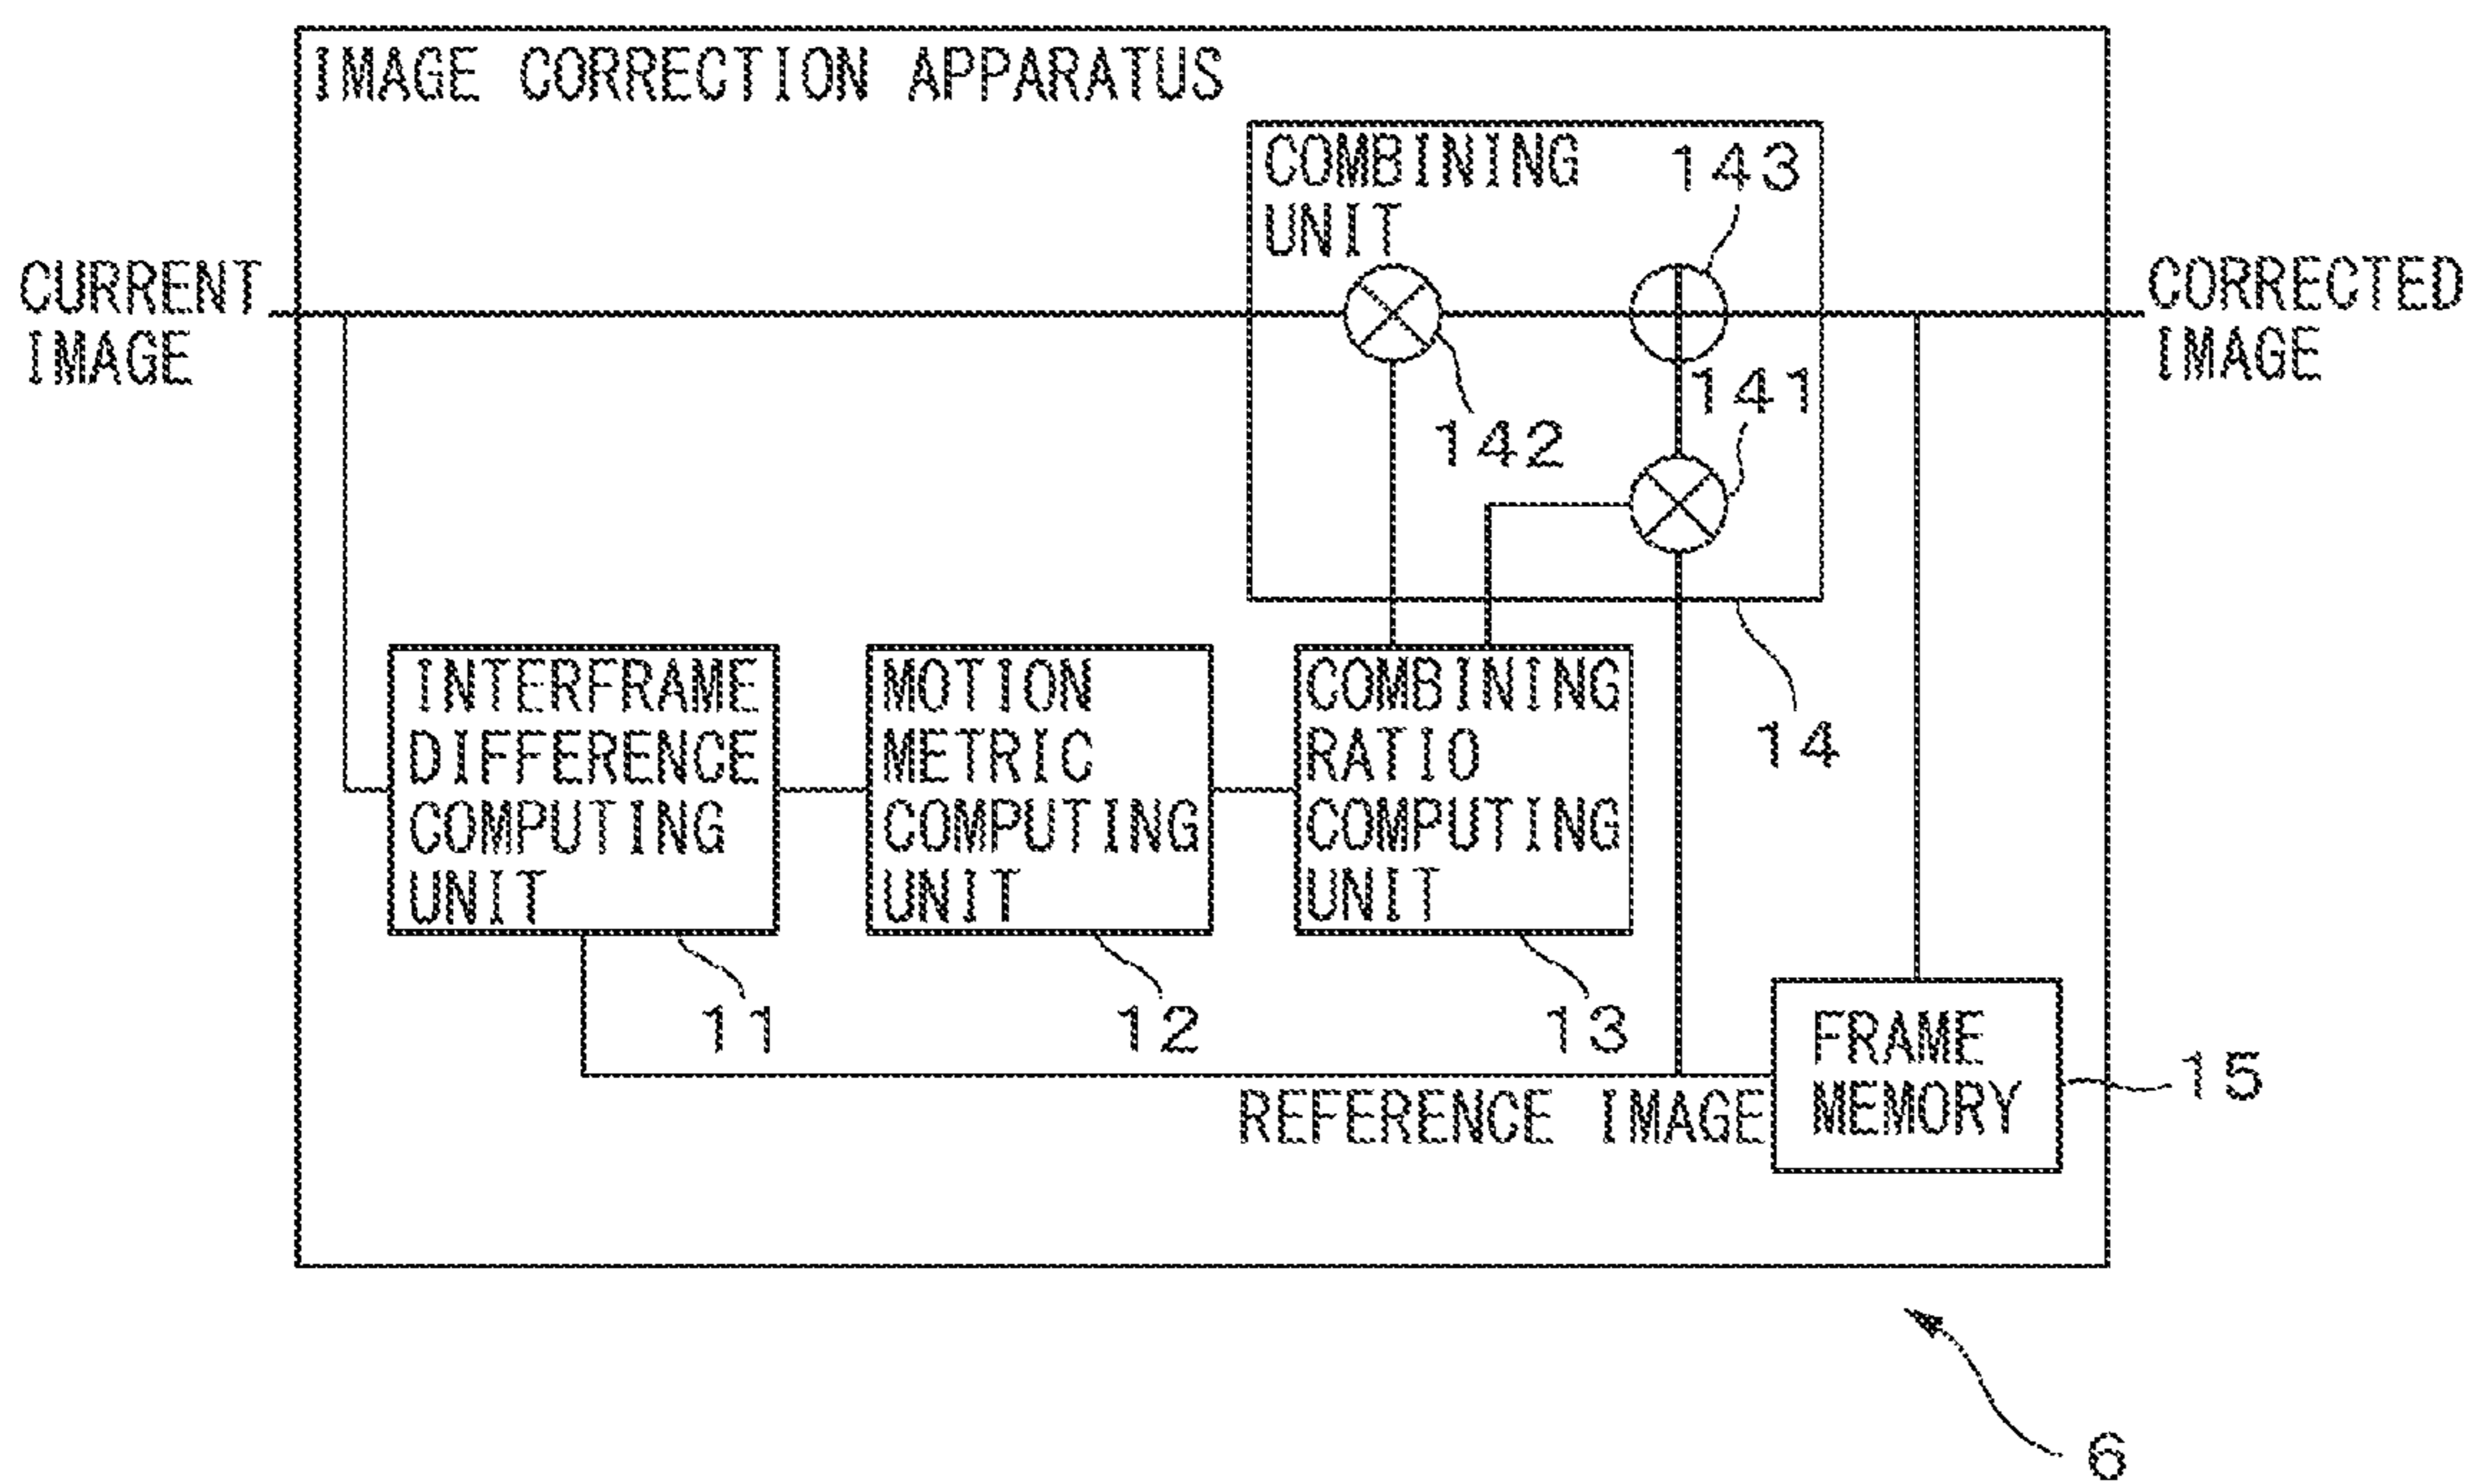 IMAGE CORRECTION APPARATUS
COMBINING
UNIT
143
CURRENT
IMAGE
CORRECTED
IMAGE
141
142
INTERFRAME
DIFFERENCE
COMPUTING
UNIT
MOTION
METRIC
COMPUTING
UNIT
COMBINING
RATIO
COMPUTING
UNIT
14
11
12
13
FRAME
MEMORY
15
REFERENCE IMAGE
6